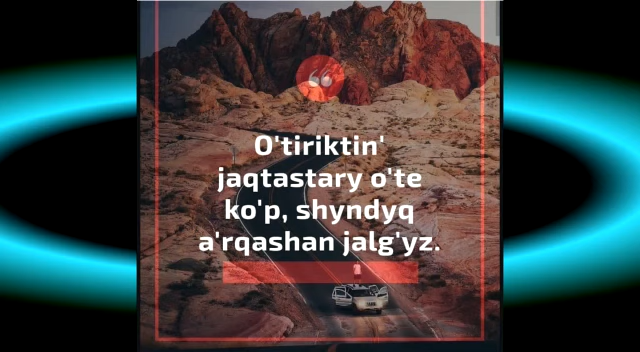 O'tiriktin'
jaqtastary o'te
ko'p, shyndyq
a'rqashan jalg'yz.